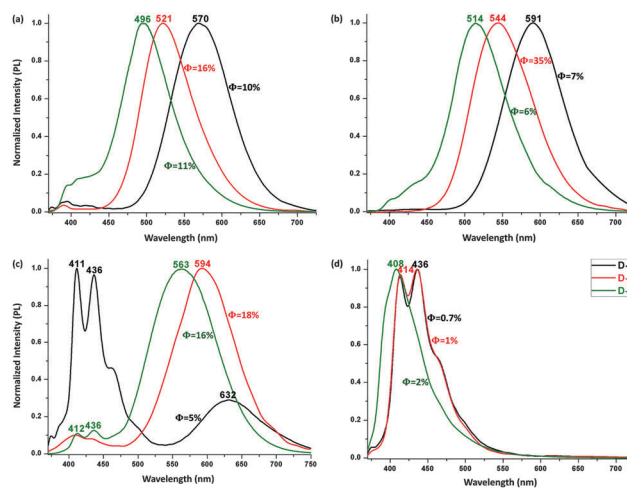 (a)
496
521
570
Φ=16%
Φ=10%
Φ=11%
Normalized Intensity (PL)
1.0
0.8
0.6
0.4
0.2
0.0
400 450 500 550 600 650 700
Wavelength (nm)
(b)
514
544
591
Φ=35%
Φ=7%
Φ=6%
1.0
0.8
0.6
0.4
0.2
0.0
400 450 500 550 600 650 700
Wavelength (nm)
(c)
411
436
563
594
Φ=18%
Φ=16%
632
Φ=5%
412 436
Normalized Intensity (PL)
1.0
0.8
0.6
0.4
0.2
0.0
400 450 500 550 600 650 700 750
Wavelength (nm)
(d)
408
414
436
D-
D-
D-
Φ=0.7%
Φ=1%
Φ=2%
1.0
0.8
0.6
0.4
0.2
0.0
400 450 500 550 600 650 700
Wavelength (nm)